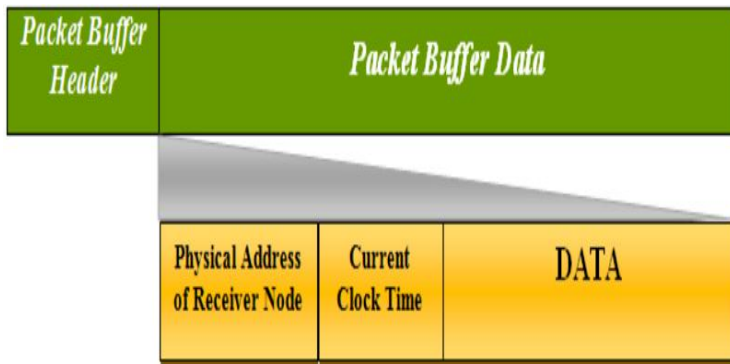 Packet Buffer
Header
Packet Buffer Data
Physical Address
of Receiver Node
Current
Clock Time
DATA